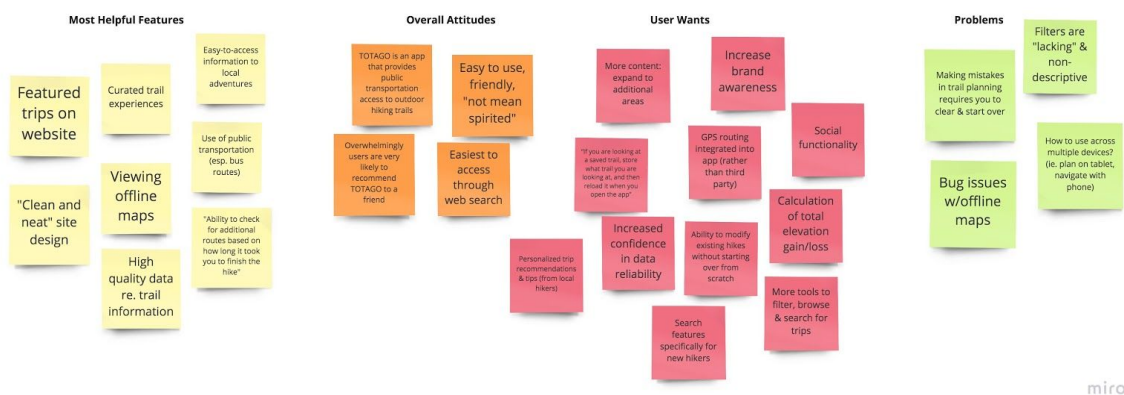 Most Helpful Features
Featured
trips on
website
Curated trail
experiences
Easy-to-access
information to
local
adventures
Use of public
transportation
(esp. bus
routes)
Viewing
offline
maps
"Clean and
neat" site
design
"Ability to check
for additional
routes based on
how long it took
you to finish the
hike"
High
quality data
re. trail
information
Overall Attitudes
TOTAGO is an app
that provides
public
transportation
access to outdoor
hiking trails
Easy to use,
friendly,
"not mean
spirited"
Overwhelmingly
users are very
likely to
recommend
TOTAGO to a
friend
Easiest to
access
through
web search
User Wants
More content:
expand to
additional
areas
Increase
brand
awareness
Social
functionality
"If you are looking at
a saved trail, store
what trail you are
looking at, and then
reload it when you
open the app".
GPS routing
integrated into
app (rather
than third
party)
Calculation
of total
elevation
gain/loss
Increased
confidence
in data
reliability
Ability to modify
existing hikes
without starting
over from
scratch
Personalized trip
recommendations
& tips (from local
hikers)
More tools to
filter, browse
& search for
trips
Search
features
specifically for
new hikers
Problems
Making mistakes
in trail planning
requires you to
clear & start over
Filters are
"lacking" &
non-
descriptive
How to use across
multiple devices?
(ie. plan on tablet,
navigate with
phone)
Bug issues
w/offline
maps
miro